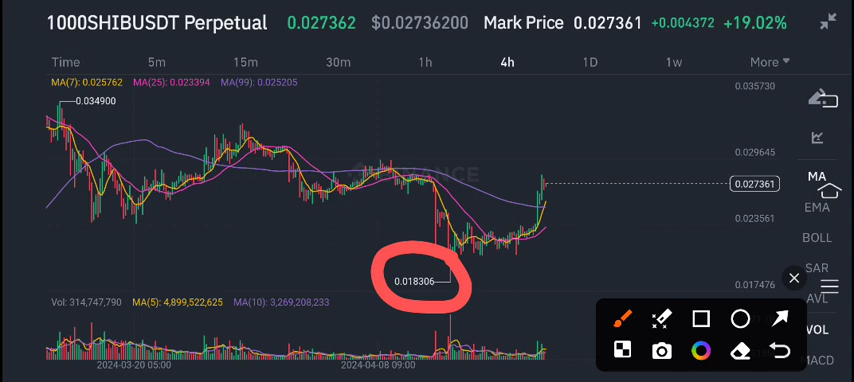 1000SHIBUSDT Perpetual 0.027362 $0.02736200 Mark Price 0.027361 +0.004372 +19.02%
Time 5m 15m 30m 1h 4h 1D 1w More
MA(7): 0.025762 MA(25): 0.023394 MA(99): 0.025205
0.035730
0.034900
0.029645
MA
0.027361
EMA
0.023561
BOLL
SAR
0.018306
0.017476
AVL
Vol: 314,747,790 MA(5): 4,899,522,625 MA(10): 3,269,208,233
VOL
MACD
2024-03-20 05:00 2024-04-08 09:00